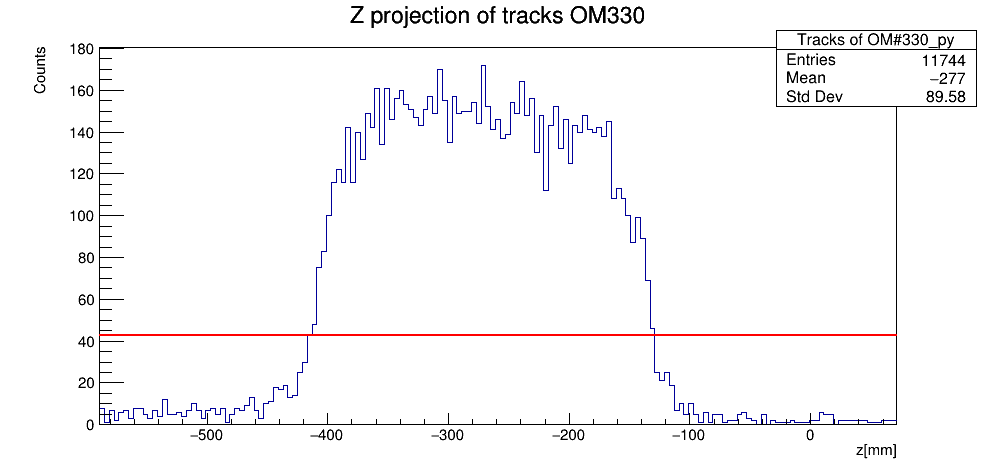 Z projection of tracks OM330
Tracks of OM#330_py
Entries 11744
Mean −277
Std Dev 89.58
Counts
180
160
140
120
100
80
60
40
20
0
−500 −400 −300 −200 −100 0
z[mm]